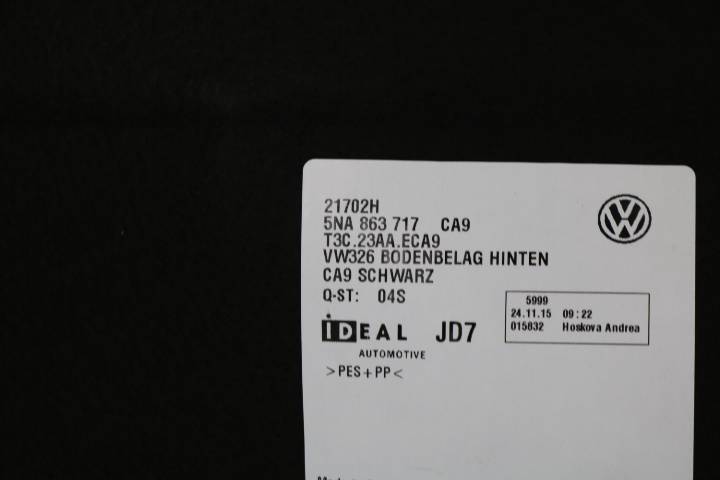 21702H
5NA 863 717 CA9
T3C.23AA.ECA9
VW326 BODENBELAG HINTEN
CA9 SCHWARZ
Q-ST: 04S
5999
24.11.15 09:22
015832 Hoskova Andrea
IDEAL JD7
AUTOMOTIVE
>PES+PP<